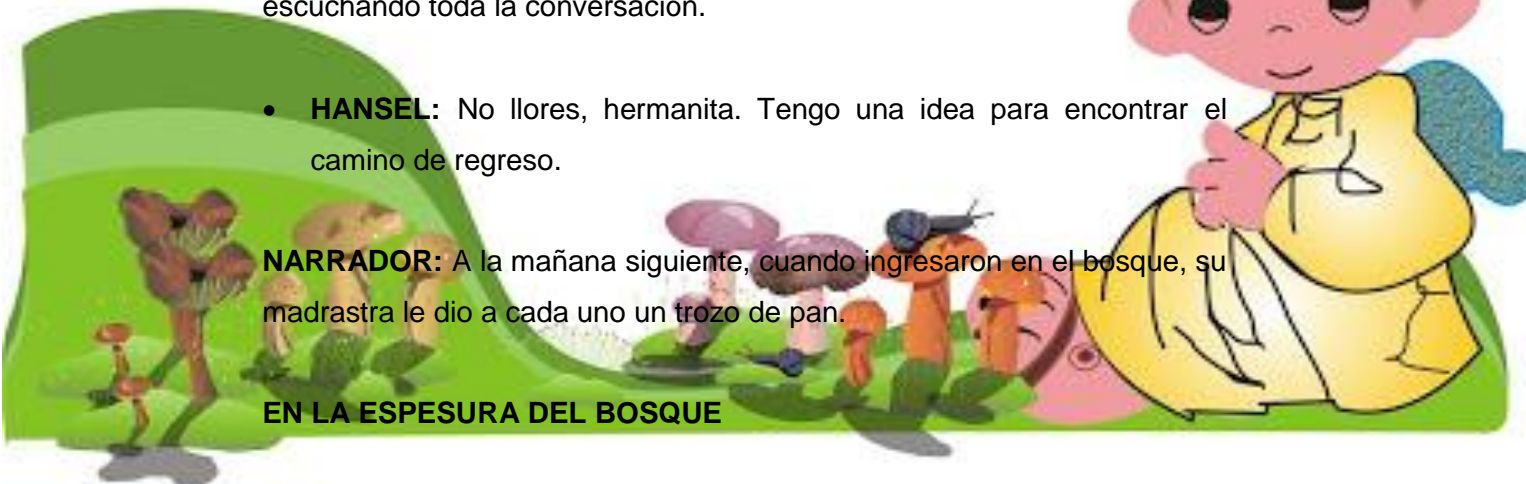 escuchando toda la conversación.
• HANSEL: No llores, hermanita. Tengo una idea para encontrar el
camino de regreso.
NARRADOR: A la mañana siguiente, cuando ingresaron en el bosque, su
madrastra le dio a cada uno un trozo de pan.
EN LA ESPESURA DEL BOSQUE